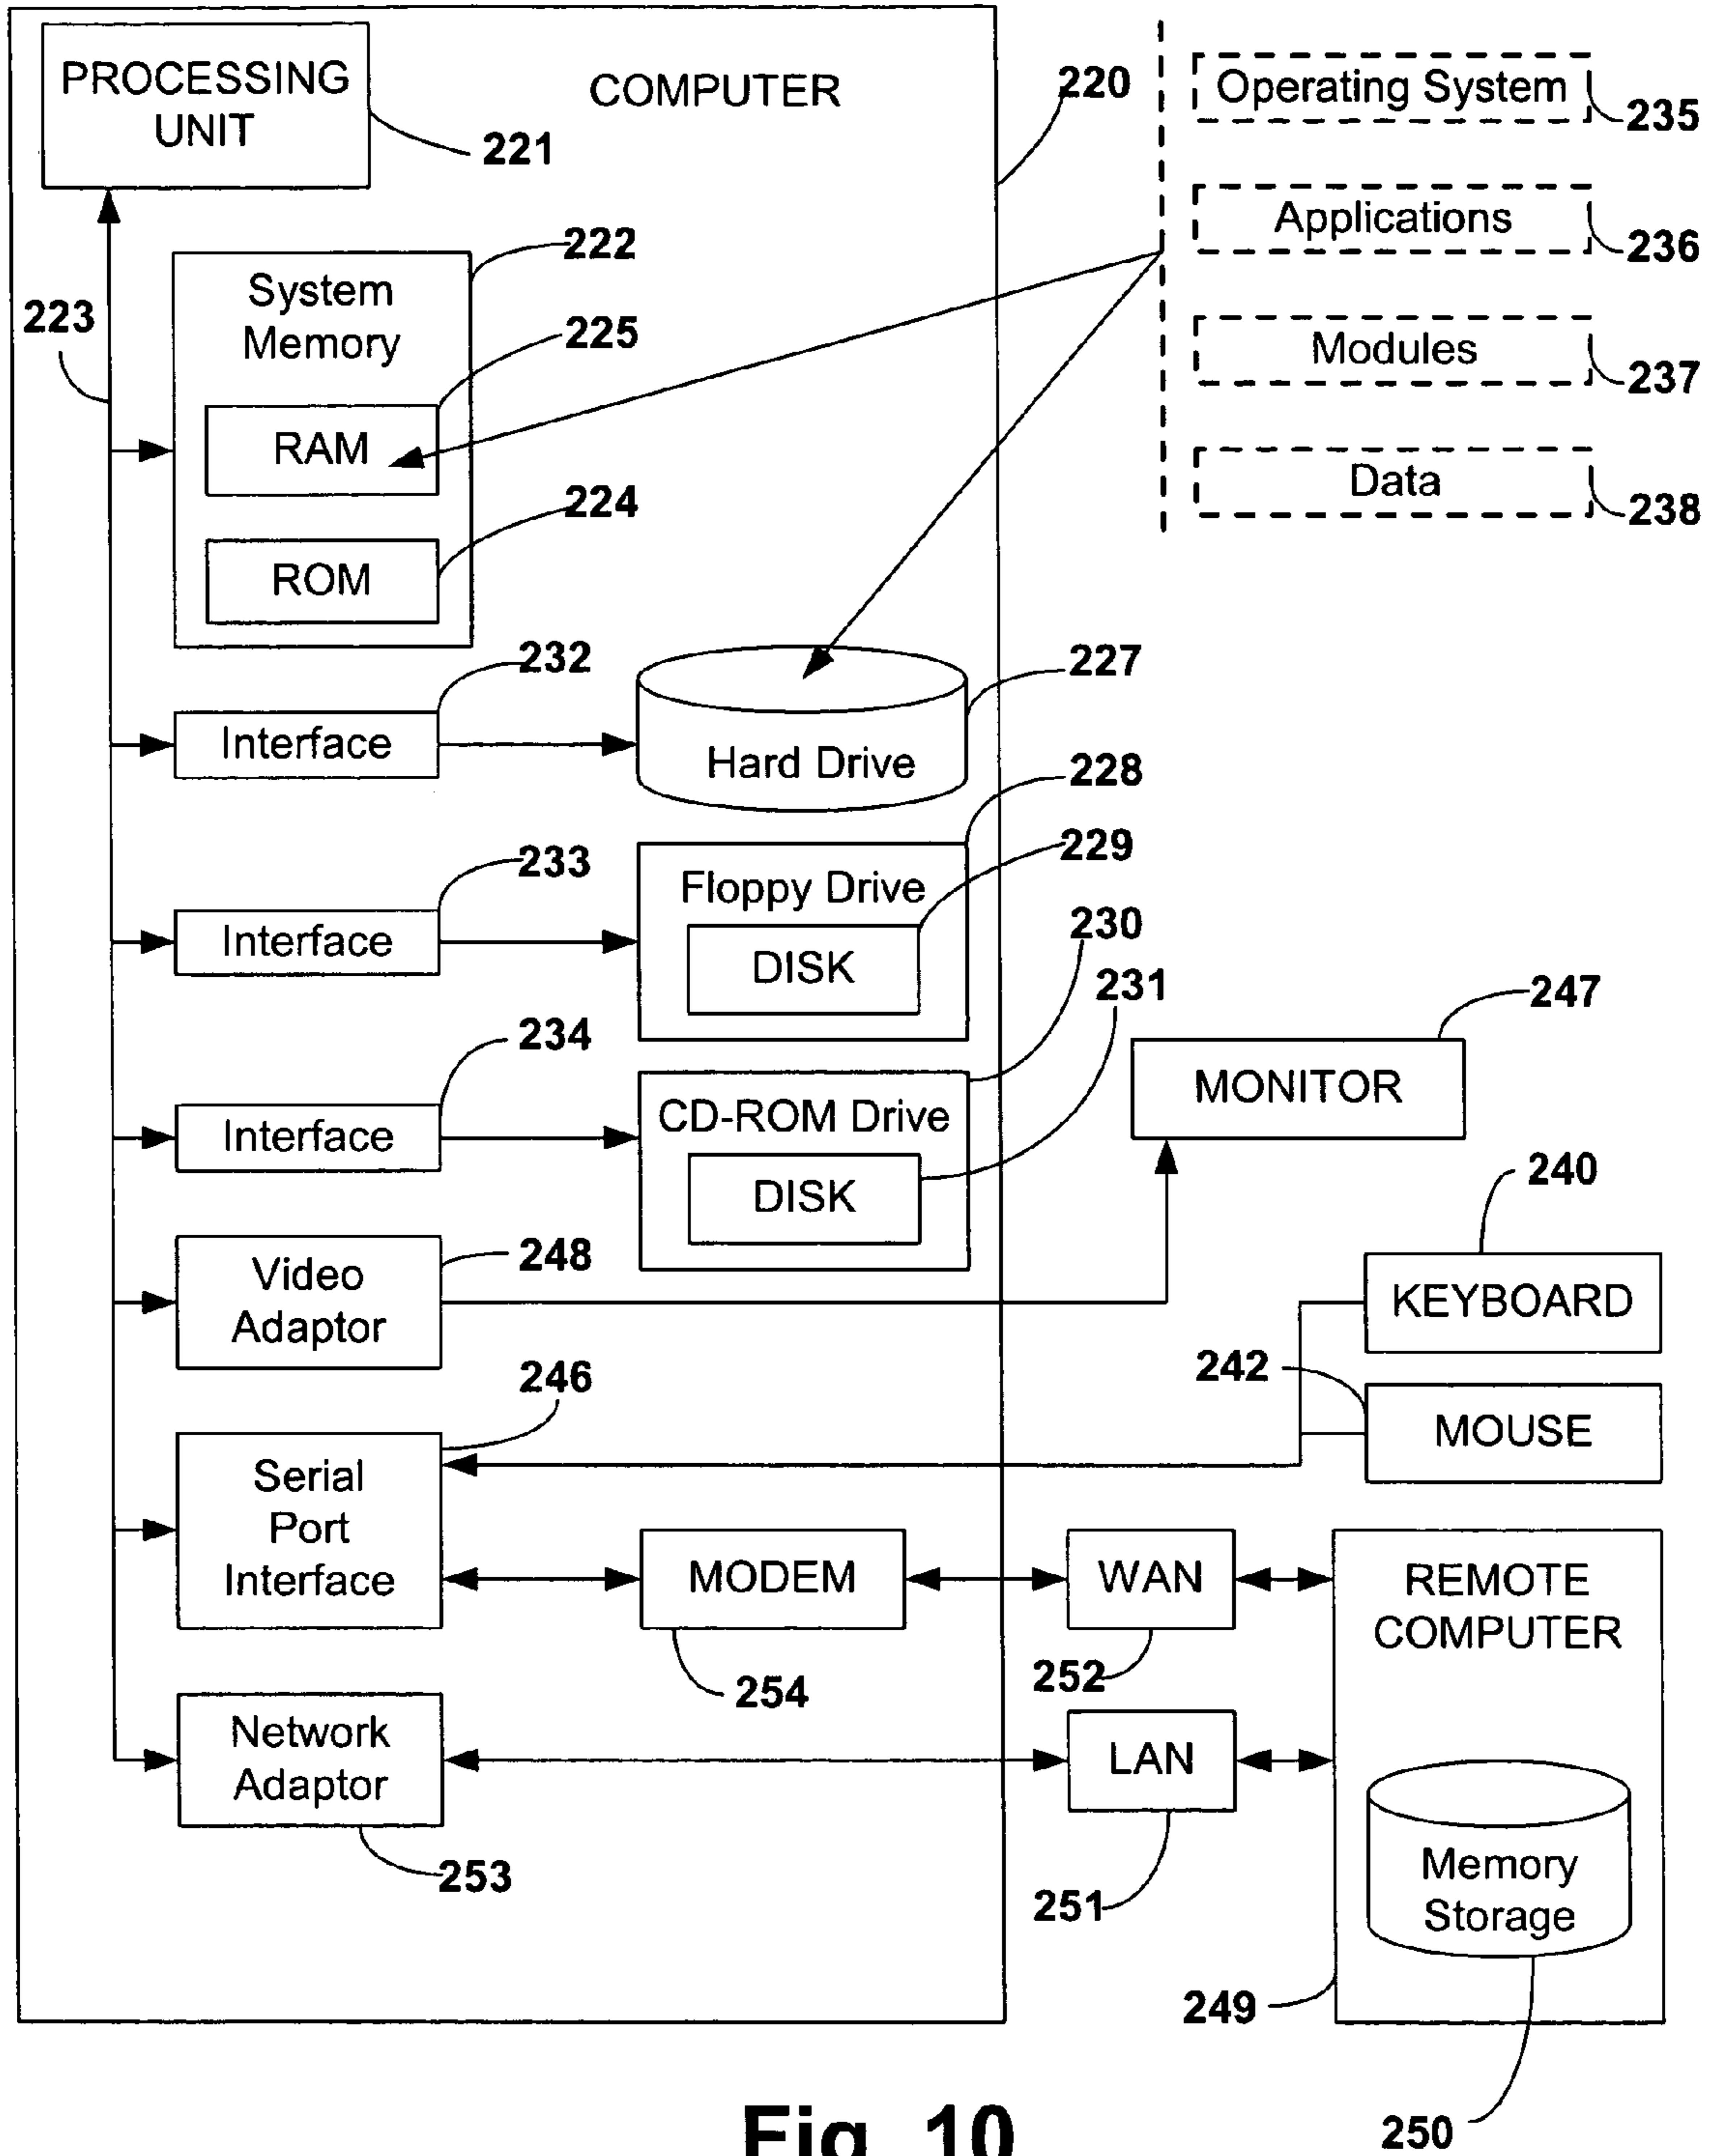 PROCESSING
UNIT
221
COMPUTER
220
Operating System
235
Applications
236
Modules
237
Data
238
223
System
Memory
222
225
RAM
224
ROM
232
Interface
227
Hard Drive
228
233
Interface
Floppy Drive
229
DISK
230
231
234
Interface
CD-ROM Drive
DISK
247
MONITOR
240
KEYBOARD
242
MOUSE
248
Video
Adaptor
246
Serial
Port
Interface
MODEM
254
WAN
252
REMOTE
COMPUTER
Network
Adaptor
253
LAN
251
Memory
Storage
249
250
Fig. 10